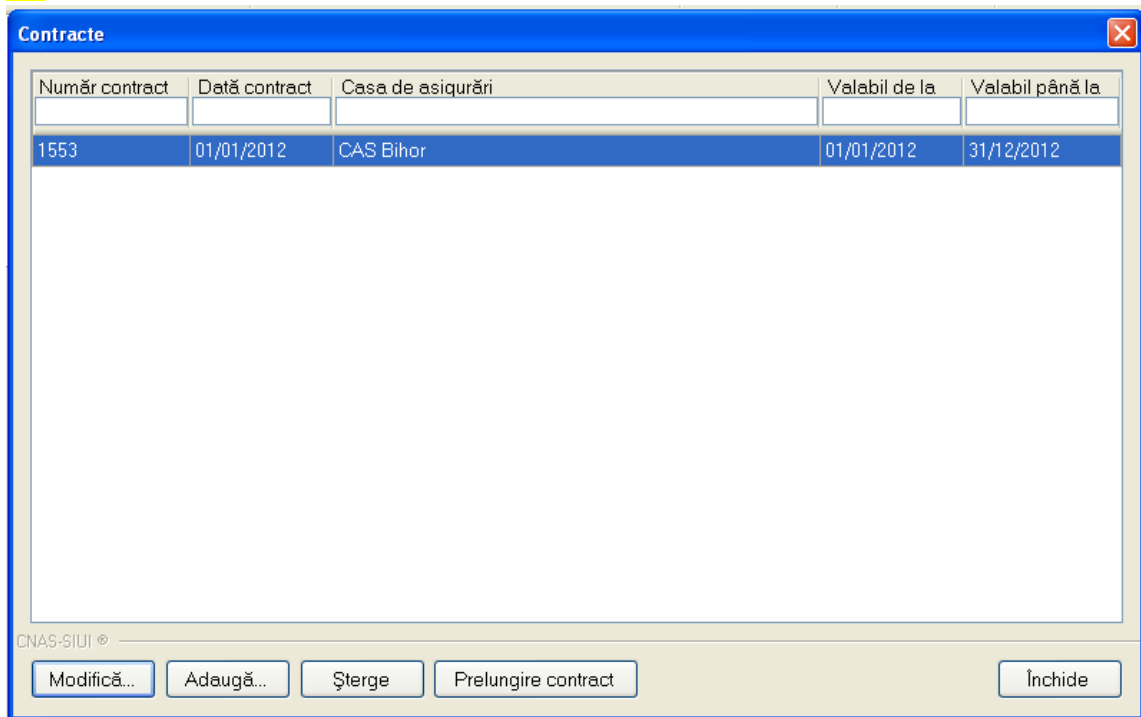 Contracte
Număr contract Dată contract Casa de asigurări Valabil de la Valabil până la
1553 01/01/2012 CAS Bihor 01/01/2012 31/12/2012
CNAS-SIUI ®
Modifică... Adaugă... Şterge Prelungire contract Închide